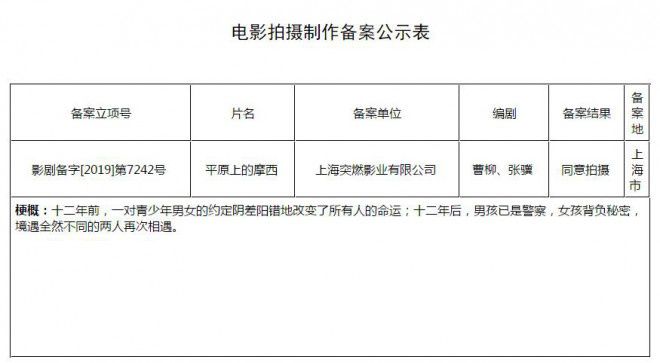 电影拍摄制作备案公示表
备案立项号 片名 备案单位 编剧 备案结果 备案地
影剧备字[2019]第7242号 平原上的摩西 上海突燃影业有限公司 曹柳、张骥 同意拍摄 上海市
梗概：十二年前，一对青少年男女的约定阴差阳错地改变了所有人的命运；十二年后，男孩已是警察，女孩背负秘密，
境遇全然不同的两人再次相遇。